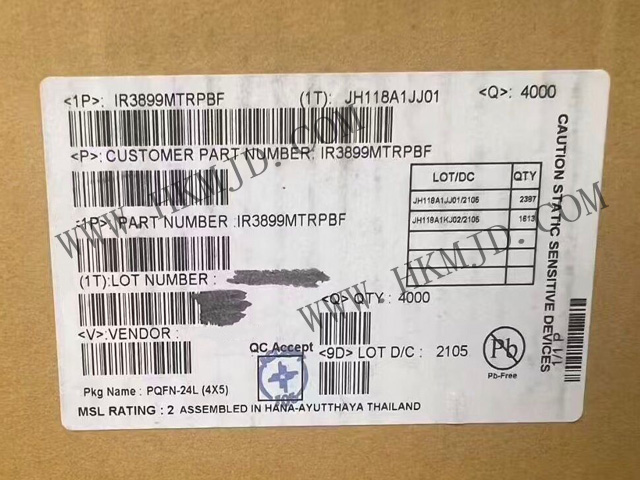 <1P>: IR3899MTRPBF (1T): JH118A1JJ01 <Q>: 4000
<P>: CUSTOMER PART NUMBER: IR3899MTRPBF
LOT/DC QTY
JH118A1JJ01/2105 2387
JH118A1KJ02/2105 1613
<1P>: PART NUMBER :IR3899MTRPBF
(1T):LOT NUMBER :
<Q> QTY : 4000
<V>:VENDOR :
QC Accept
<9D> LOT D/C : 2105
Pb
Pb-Free
Pkg Name : PQFN-24L (4X5)
MSL RATING : 2 ASSEMBLED IN HANA-AYUTTHAYA THAILAND
CAUTION STATIC SENSITIVE DEVICES
WWW.HKMJD.COM
WWW.HKMJD.COM